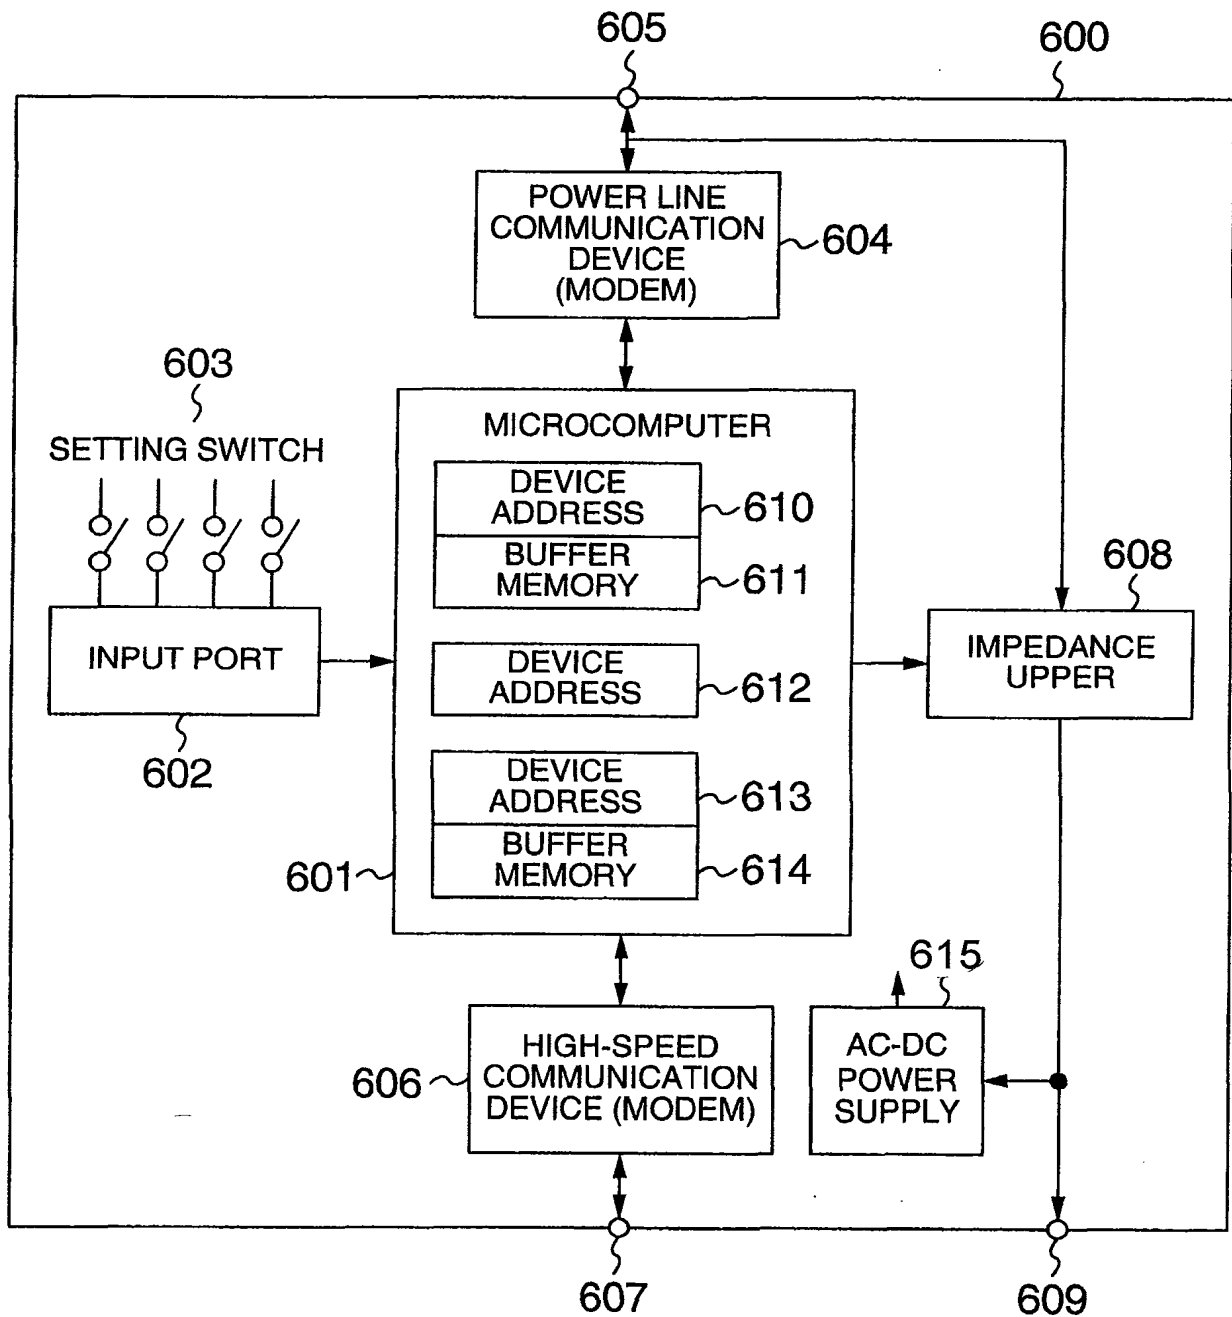 605
600
POWER LINE
COMMUNICATION
DEVICE
(MODEM)
604
603
SETTING SWITCH
MICROCOMPUTER
DEVICE
ADDRESS
610
BUFFER
MEMORY
611
608
INPUT PORT
602
DEVICE
ADDRESS
612
IMPEDANCE
UPPER
DEVICE
ADDRESS
613
BUFFER
MEMORY
614
601
615
HIGH-SPEED
COMMUNICATION
DEVICE (MODEM)
606
AC-DC
POWER
SUPPLY
607
609